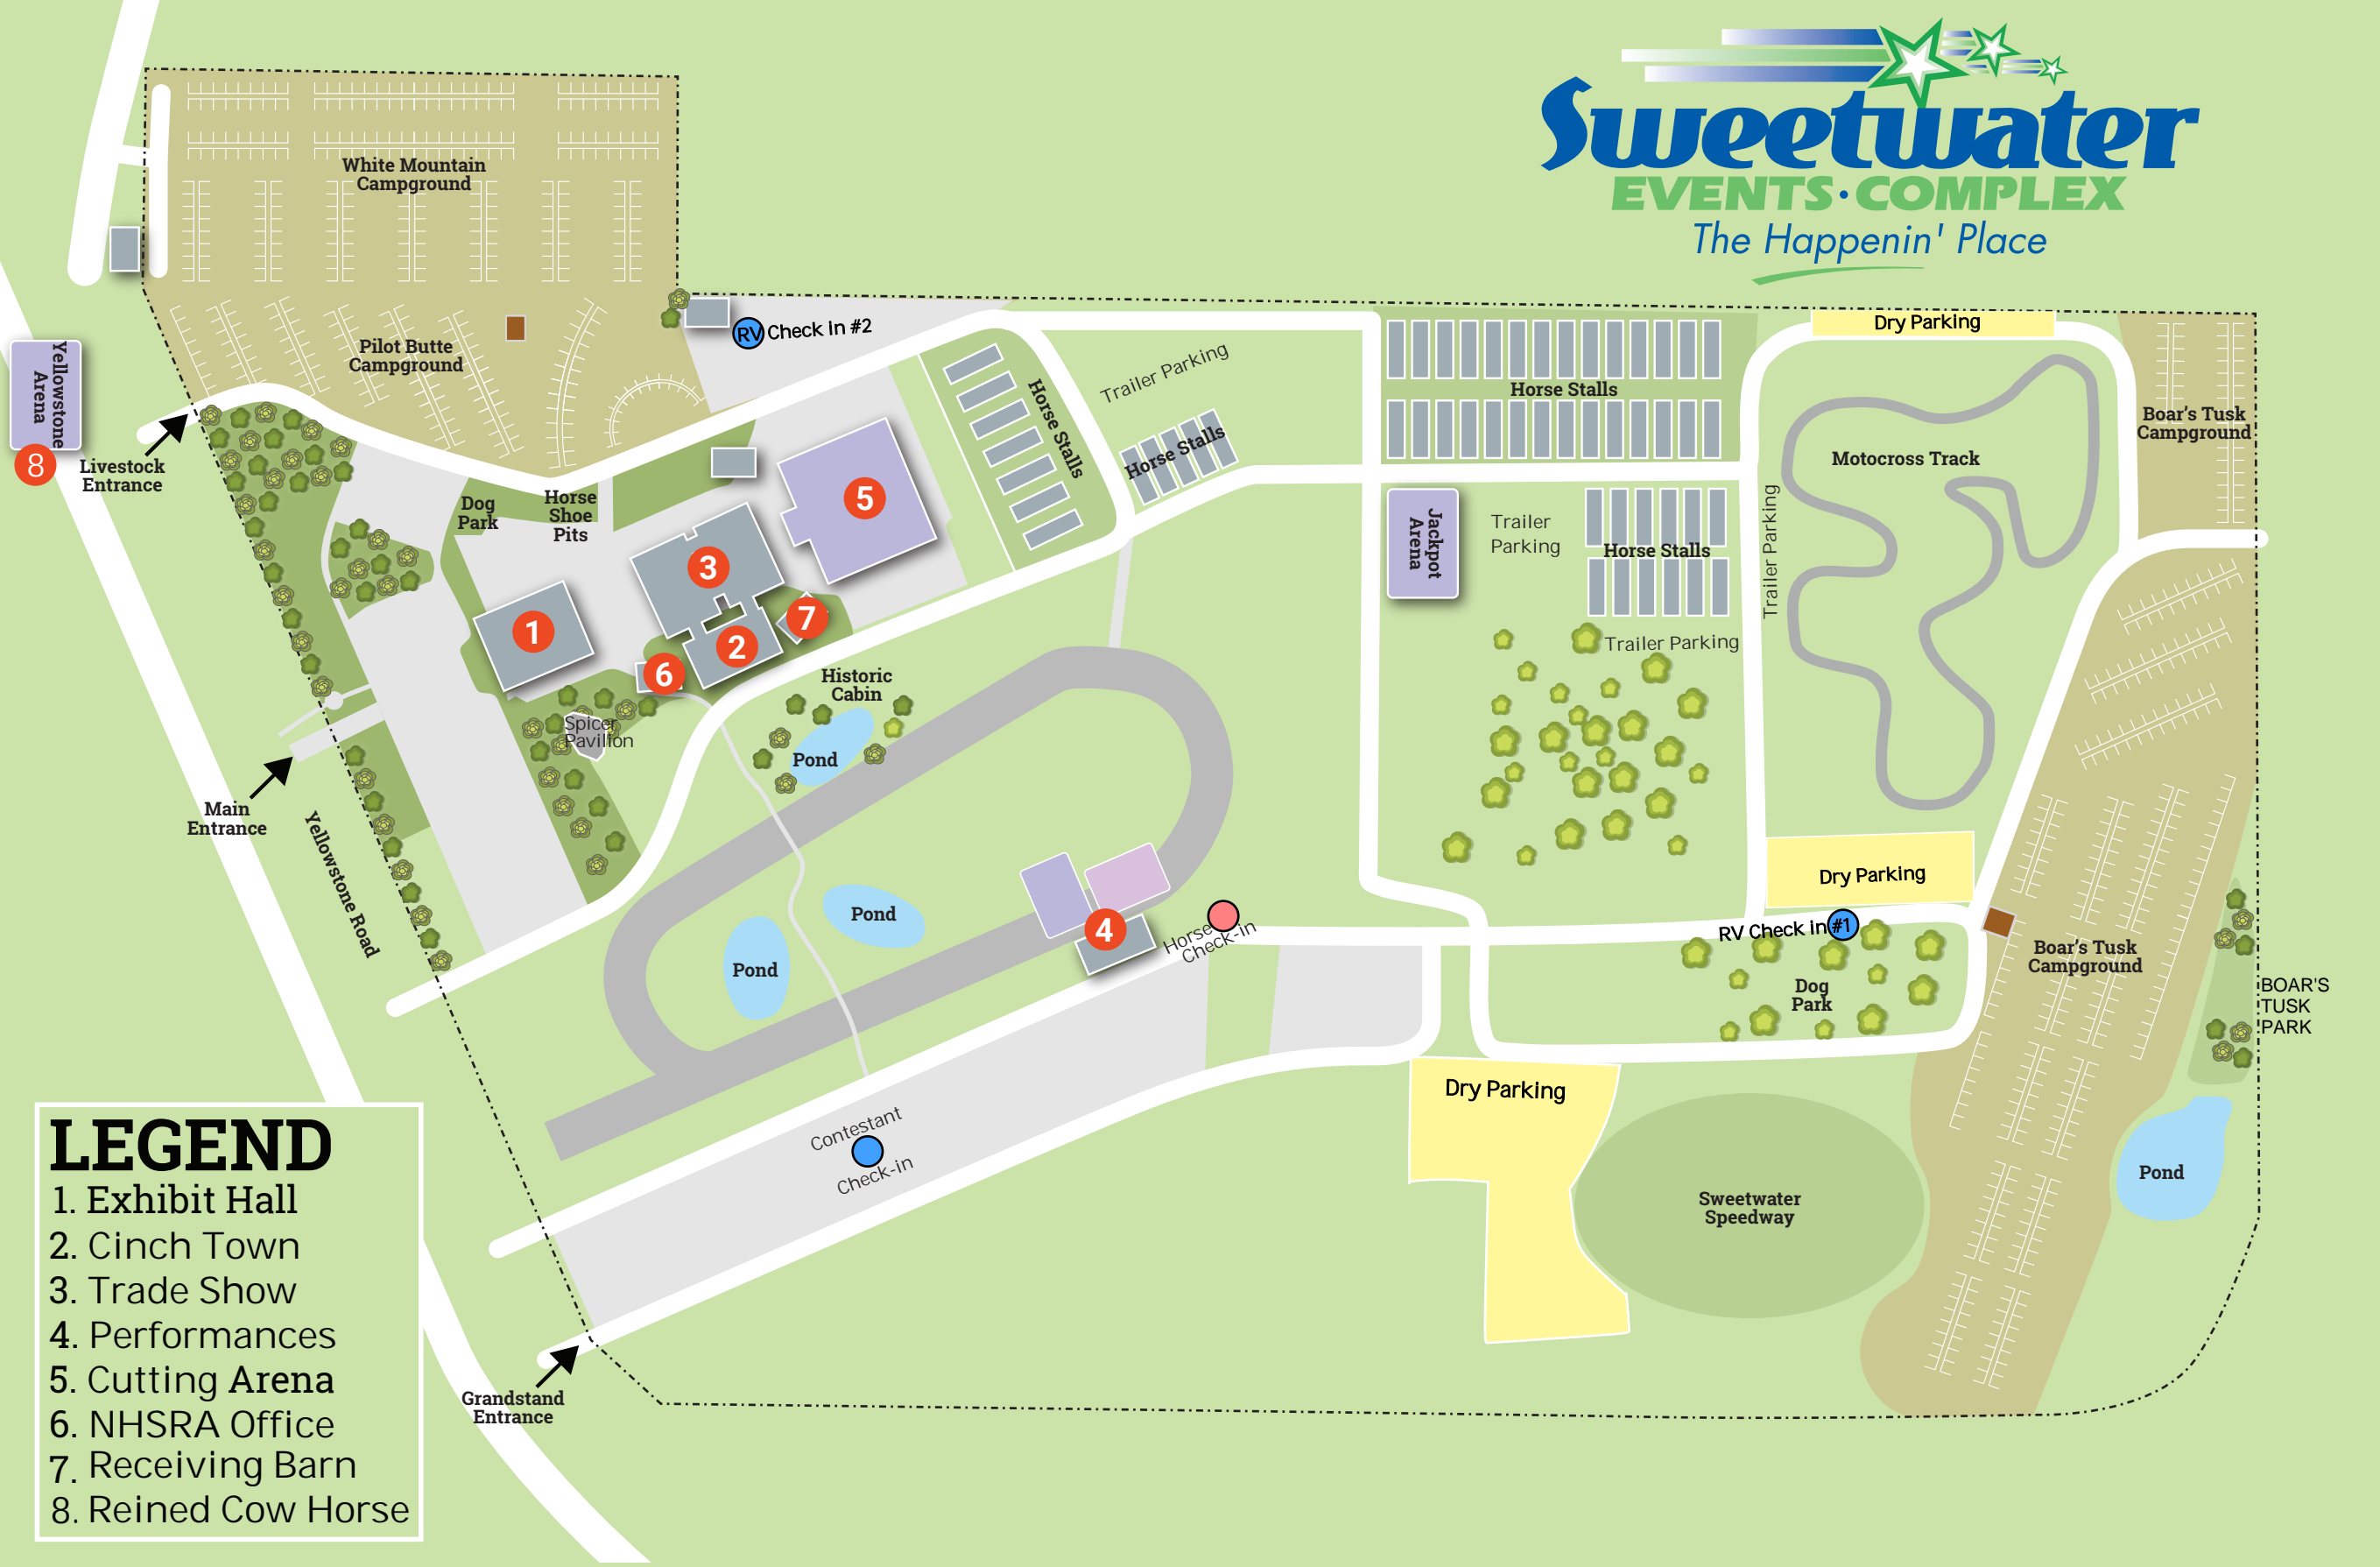 Sweetwater
EVENTS·COMPLEX
The Happenin' Place
White Mountain
Campground
Pilot Butte
Campground
RV Check in #2
Yellowstone
Arena
8
Livestock
Entrance
Dog
Park
Horse
Shoe
Pits
5
3
1
2
7
6
Horse Stalls
Trailer Parking
Horse Stalls
Horse Stalls
Dry Parking
Boar's Tusk
Campground
Motocross Track
Jackpot
Arena
Trailer
Parking
Horse Stalls
Trailer Parking
Trailer Parking
Historic
Cabin
Spicer
Pavilion
Pond
Main
Entrance
Yellowstone Road
Pond
Pond
4
Horse
Check-in
Dry Parking
RV Check in #1
Dog
Park
Boar's Tusk
Campground
BOAR'S
TUSK
PARK
Dry Parking
Contestant
Check-in
Sweetwater
Speedway
Pond
Grandstand
Entrance
LEGEND
1. Exhibit Hall
2. Cinch Town
3. Trade Show
4. Performances
5. Cutting Arena
6. NHSRA Office
7. Receiving Barn
8. Reined Cow Horse